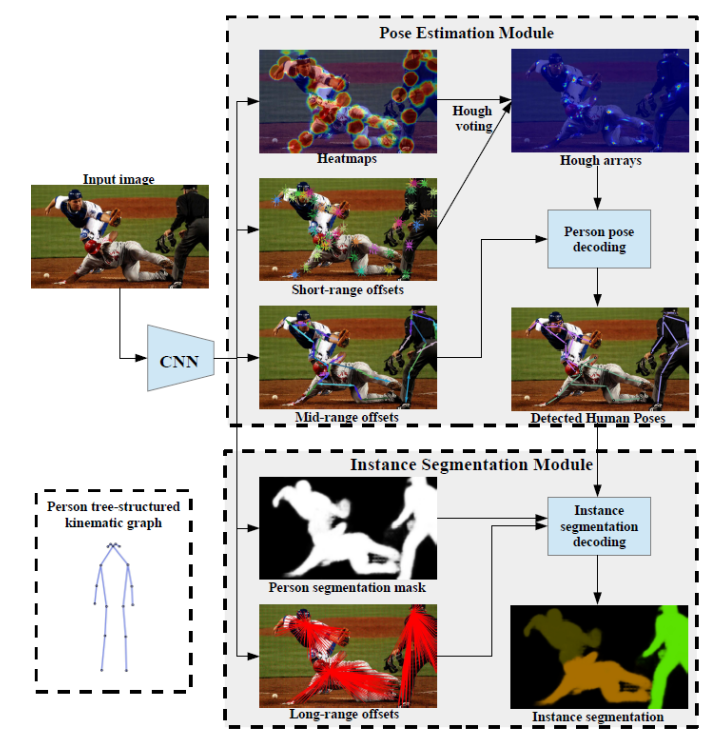 Pose Estimation Module
Heatmaps
Hough
voting
Hough arrays
Input image
Short-range offsets
Person pose
decoding
CNN
Mid-range offsets
Detected Human Poses
Instance Segmentation Module
Person tree-structured
kinematic graph
Person segmentation mask
Instance
segmentation
decoding
Long-range offsets
Instance segmentation